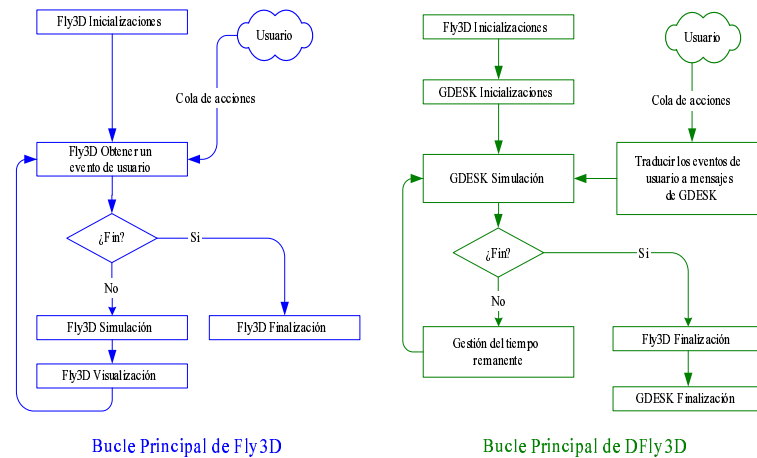 Fly3D Inicializaciones
Usuario
Cola de acciones
Fly3D Obtener un
evento de usuario
¿Fin?
Si
No
Fly3D Simulación
Fly3D Finalización
Fly3D Visualización
Bucle Principal de Fly3D
Fly3D Inicializaciones
Usuario
GDESK Inicializaciones
Cola de acciones
GDESK Simulación
Traducir los eventos de
usuario a mensajes
de GDESK
¿Fin?
Si
No
Gestión del tiempo
remanente
Fly3D Finalización
GDESK Finalización
Bucle Principal de DFly3D